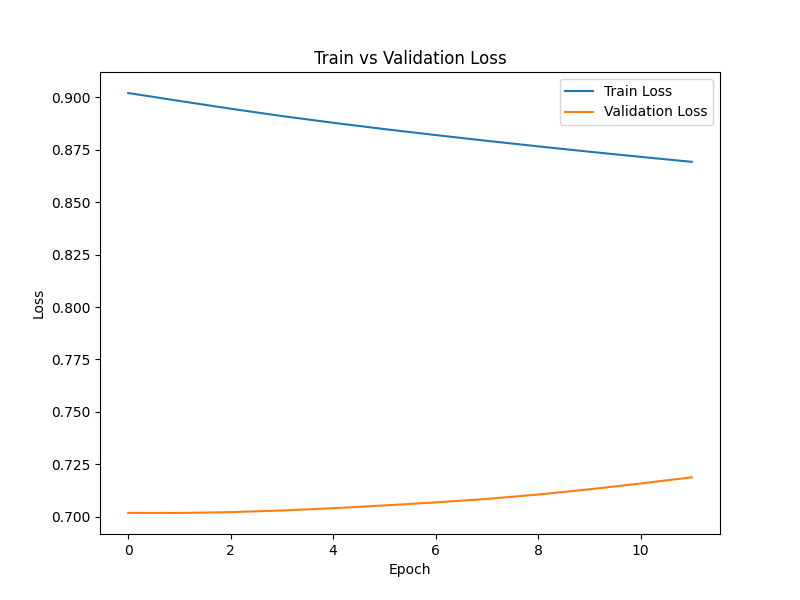 Train vs Validation Loss
Train Loss
Validation Loss
0.900
0.875
0.850
0.825
0.800
0.775
0.750
0.725
0.700
Loss
0 2 4 6 8 10
Epoch